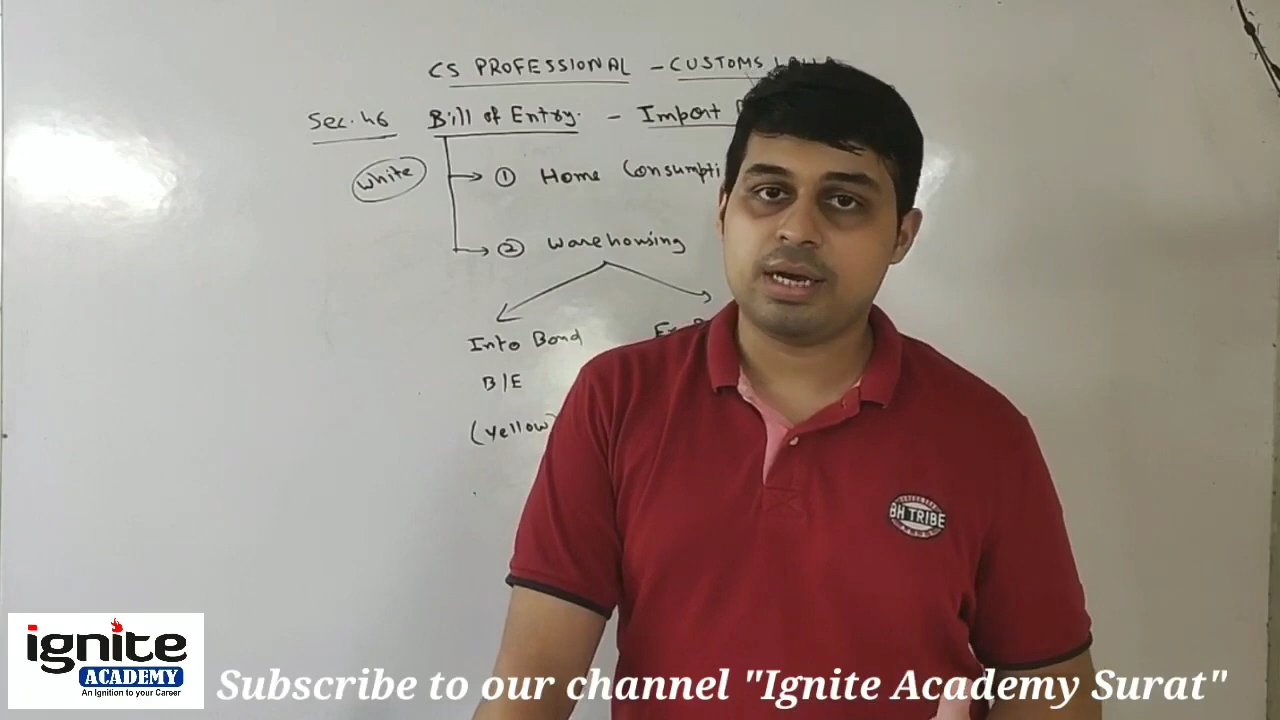 CS PROFESSIONAL - CUSTOMS
Sec. 46 Bill of Entry. - Import
White
① Home Consumpti
② Warehousing
Into Bond
B/E
(Yellow)
BH TRIBE
ignite
ACADEMY
An Ignition to your Career
Subscribe to our channel "Ignite Academy Surat"